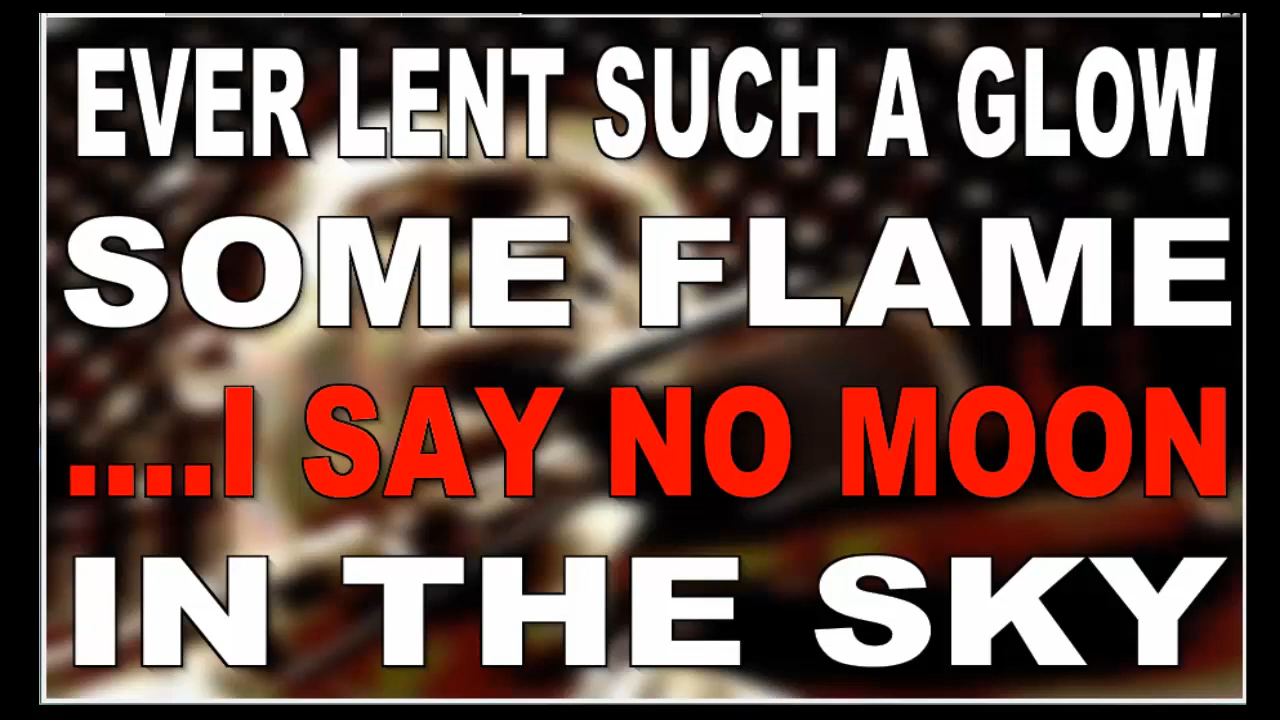 EVER LENT SUCH A GLOW
SOME FLAME
....I SAY NO MOON
IN THE SKY